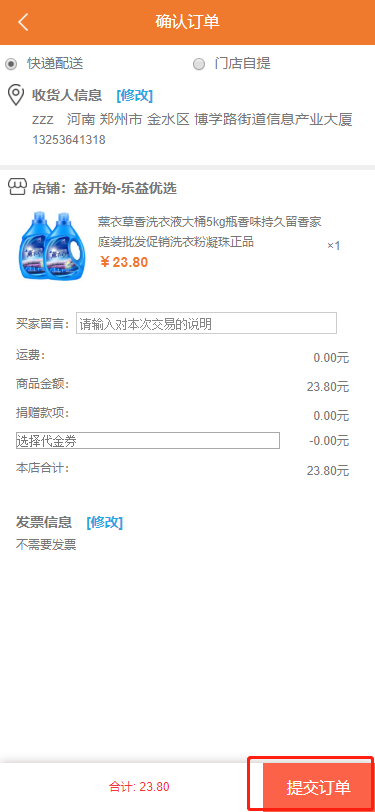 确认订单
快递配送 门店自提
收货人信息 [修改]
zzz 河南 郑州市 金水区 博学路街道信息产业大厦
13253641318
店铺：益开始-乐益优选
薰衣草香洗衣液大桶5kg瓶香味持久留香家
庭装批发促销洗衣粉凝珠正品 ×1
￥23.80
买家留言： 请输入对本次交易的说明
运费： 0.00元
商品金额： 23.80元
捐赠款项： 0.00元
选择代金券 -0.00元
本店合计： 23.80元
发票信息 [修改]
不需要发票
合计: 23.80 提交订单